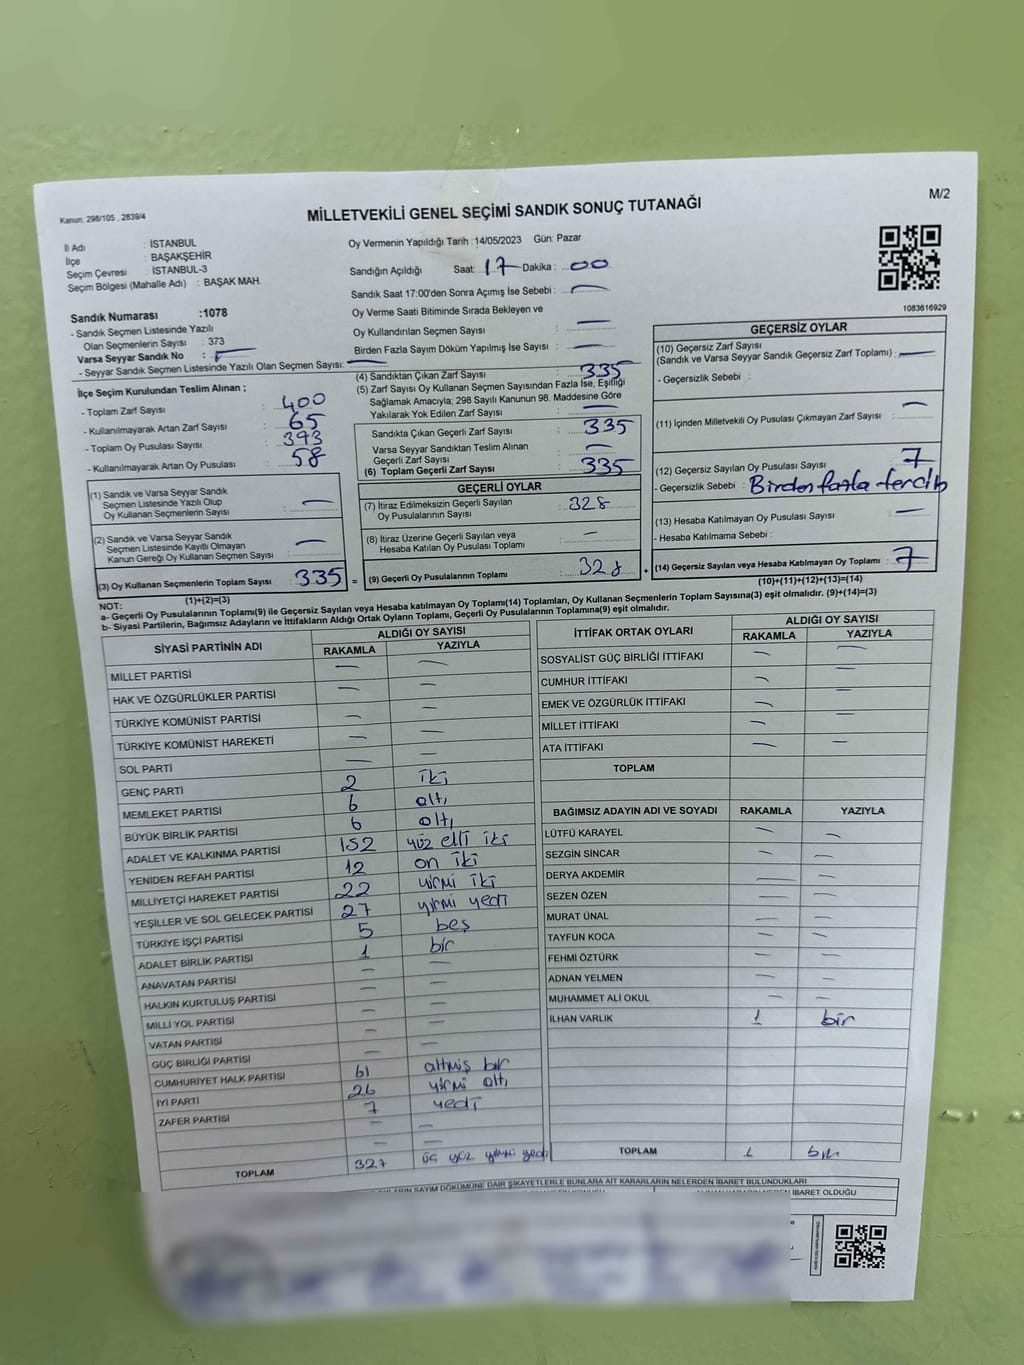 Kanun: 298/105 , 2839/4
M/2
MİLLETVEKİLİ GENEL SEÇİMİ SANDIK SONUÇ TUTANAĞI
İl Adı : İSTANBUL
İlçe : BAŞAKŞEHİR
Seçim Çevresi : İSTANBUL-3
Seçim Bölgesi (Mahalle Adı) : BAŞAK MAH.
Sandık Numarası :1078
- Sandık Seçmen Listesinde Yazılı
Olan Seçmenlerin Sayısı : 373
Varsa Seyyar Sandık No :
- Seyyar Sandık Seçmen Listesinde Yazılı Olan Seçmen Sayısı:
İlçe Seçim Kurulundan Teslim Alınan ;
- Toplam Zarf Sayısı : 400
- Kullanılmayarak Artan Zarf Sayısı : 65
- Toplam Oy Pusulası Sayısı : 393
- Kullanılmayarak Artan Oy Pusulası : 58
(1) Sandık ve Varsa Seyyar Sandık
Seçmen Listesinde Yazılı Olup
Oy Kullanan Seçmenlerin Sayısı : —
(2) Sandık ve Varsa Seyyar Sandık
Seçmen Listesinde Kayıtlı Olmayan
Kanun Gereği Oy Kullanan Seçmen Sayısı : —
(3) Oy Kullanan Seçmenlerin Toplam Sayısı : 335
(1)+(2)=(3)
Oy Vermenin Yapıldığı Tarih :14/05/2023 Gün: Pazar
Sandığın Açıldığı Saat: 17 Dakika : 00
Sandık Saat 17:00'den Sonra Açılmış İse Sebebi : —
Oy Verme Saati Bitiminde Sırada Bekleyen ve
Oy Kullandırılan Seçmen Sayısı : —
Birden Fazla Sayım Döküm Yapılmış İse Sayısı : —
(4) Sandıktan Çıkan Zarf Sayısı : 335
(5) Zarf Sayısı Oy Kullanan Seçmen Sayısından Fazla İse, Eşitliği
Sağlamak Amacıyla; 298 Sayılı Kanunun 98. Maddesine Göre
Yakılarak Yok Edilen Zarf Sayısı : —
Sandıkta Çıkan Geçerli Zarf Sayısı : 335
Varsa Seyyar Sandıktan Teslim Alınan
Geçerli Zarf Sayısı : —
(6) Toplam Geçerli Zarf Sayısı : 335
GEÇERLİ OYLAR
(7) İtiraz Edilmeksizin Geçerli Sayılan
Oy Pusulalarının Sayısı : 328
(8) İtiraz Üzerine Geçerli Sayılan veya
Hesaba Katılan Oy Pusulaları Toplamı : —
= (9) Geçerli Oy Pusulalarının Toplamı : 328 +
1083616929
GEÇERSİZ OYLAR
(10) Geçersiz Zarf Sayısı
(Sandık ve Varsa Seyyar Sandık Geçersiz Zarf Toplamı) : —
- Geçersizlik Sebebi :
(11) İçinden Milletvekili Oy Pusulası Çıkmayan Zarf Sayısı : —
(12) Geçersiz Sayılan Oy Pusulası Sayısı : 7
- Geçersizlik Sebebi : Birden fazla tercih
(13) Hesaba Katılmayan Oy Pusulası Sayısı : —
- Hesaba Katılmama Sebebi :
(14) Geçersiz Sayılan veya Hesaba Katılmayan Oy Toplamı : 7
(10)+(11)+(12)+(13)=(14)
NOT:
a- Geçerli Oy Pusulalarının Toplamı(9) ile Geçersiz Sayılan veya Hesaba katılmayan Oy Toplamı(14) Toplamları, Oy Kullanan Seçmenlerin Toplam Sayısına(3) eşit olmalıdır. (9)+(14)=(3)
b- Siyasi Partilerin, Bağımsız Adayların ve İttifakların Aldığı Ortak Oyların Toplamı, Geçerli Oy Pusulalarının Toplamına(9) eşit olmalıdır.
SİYASİ PARTİNİN ADI ALDIĞI OY SAYISI
RAKAMLA YAZIYLA
MİLLET PARTİSİ — —
HAK VE ÖZGÜRLÜKLER PARTİSİ — —
TÜRKİYE KOMÜNİST PARTİSİ — —
TÜRKİYE KOMÜNİST HAREKETİ — —
SOL PARTİ — —
GENÇ PARTİ 2 iki
MEMLEKET PARTİSİ 6 altı
BÜYÜK BİRLİK PARTİSİ 6 altı
ADALET VE KALKINMA PARTİSİ 152 yüz elli iki
YENİDEN REFAH PARTİSİ 12 on iki
MİLLİYETÇİ HAREKET PARTİSİ 22 yirmi iki
YEŞİLLER VE SOL GELECEK PARTİSİ 27 yirmi yedi
TÜRKİYE İŞÇİ PARTİSİ 5 beş
ADALET BİRLİK PARTİSİ 1 bir
ANAVATAN PARTİSİ — —
HALKIN KURTULUŞ PARTİSİ — —
MİLLİ YOL PARTİSİ — —
VATAN PARTİSİ — —
GÜÇ BİRLİĞİ PARTİSİ — —
CUMHURİYET HALK PARTİSİ 61 altmış bir
İYİ PARTİ 26 yirmi altı
ZAFER PARTİSİ 7 yedi
TOPLAM 327 üç yüz yirmi yedi
İTTİFAK ORTAK OYLARI ALDIĞI OY SAYISI
RAKAMLA YAZIYLA
SOSYALİST GÜÇ BİRLİĞİ İTTİFAKI — —
CUMHUR İTTİFAKI — —
EMEK VE ÖZGÜRLÜK İTTİFAKI — —
MİLLET İTTİFAKI — —
ATA İTTİFAKI — —
TOPLAM
BAĞIMSIZ ADAYIN ADI VE SOYADI RAKAMLA YAZIYLA
LÜTFÜ KARAYEL — —
SEZGİN SİNCAR — —
DERYA AKDEMİR — —
SEZEN ÖZEN — —
MURAT ÜNAL — —
TAYFUN KOCA — —
FEHMİ ÖZTÜRK — —
ADNAN YELMEN — —
MUHAMMET ALİ OKUL — —
İLHAN VARLIK 1 bir
TOPLAM 1 bir
SAYIM DÖKÜMÜNE DAİR ŞİKAYETLERLE BUNLARA AİT KARARLARIN NELERDEN İBARET BULUNDUKLARI
İBARET OLDUĞU